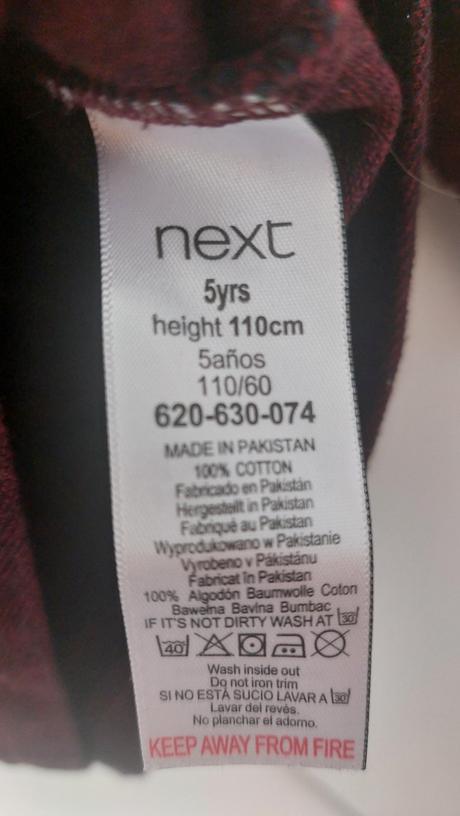 next
5yrs
height 110cm
5años
110/60
620-630-074
MADE IN PAKISTAN
100% COTTON
Fabricado en Pakistán
Hergestellt in Pakistan
Fabriqué au Pakistan
Wyprodukowano w Pakistanie
Vyrobeno v Pákistánu
Fabricat în Pakistan
100% Algodón Baumwolle Coton
Bawełna Bavlna Bumbac
IF IT'S NOT DIRTY WASH AT 30
40
Wash inside out
Do not iron trim
SI NO ESTÁ SUCIO LAVAR A 30
Lavar del revés.
No planchar el adorno.
KEEP AWAY FROM FIRE